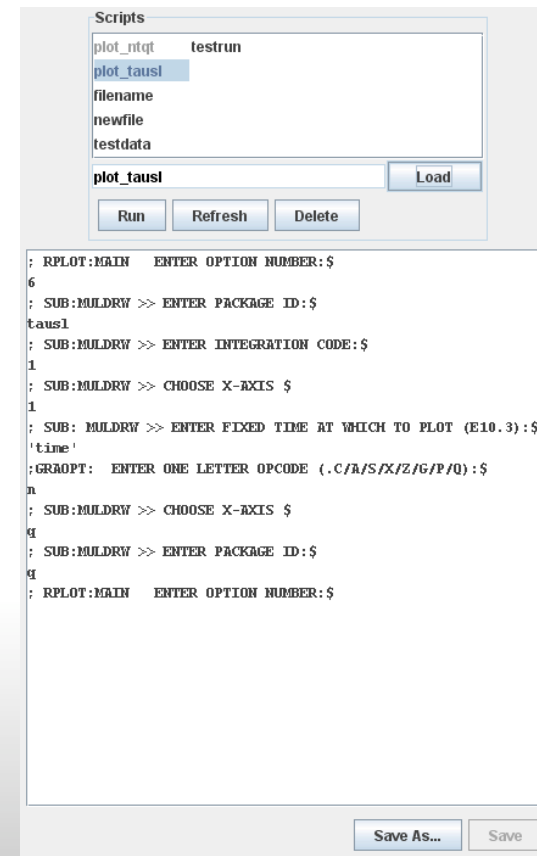 Scripts
plot_ntqt testrun
plot_tausl
filename
newfile
testdata
plot_tausl Load
Run Refresh Delete
; RPLOT:MAIN   ENTER OPTION NUMBER:$
6
; SUB:MULDRW >> ENTER PACKAGE ID:$
tausl
; SUB:MULDRW >> ENTER INTEGRATION CODE:$
1
; SUB:MULDRW >> CHOOSE X-AXIS $
1
; SUB: MULDRW >> ENTER FIXED TIME AT WHICH TO PLOT (E10.3):$
'time'
;GRAOPT:  ENTER ONE LETTER OPCODE (.C/A/S/X/Z/G/P/Q):$
n
; SUB:MULDRW >> CHOOSE X-AXIS $
q
; SUB:MULDRW >> ENTER PACKAGE ID:$
q
; RPLOT:MAIN   ENTER OPTION NUMBER:$
Save As... Save